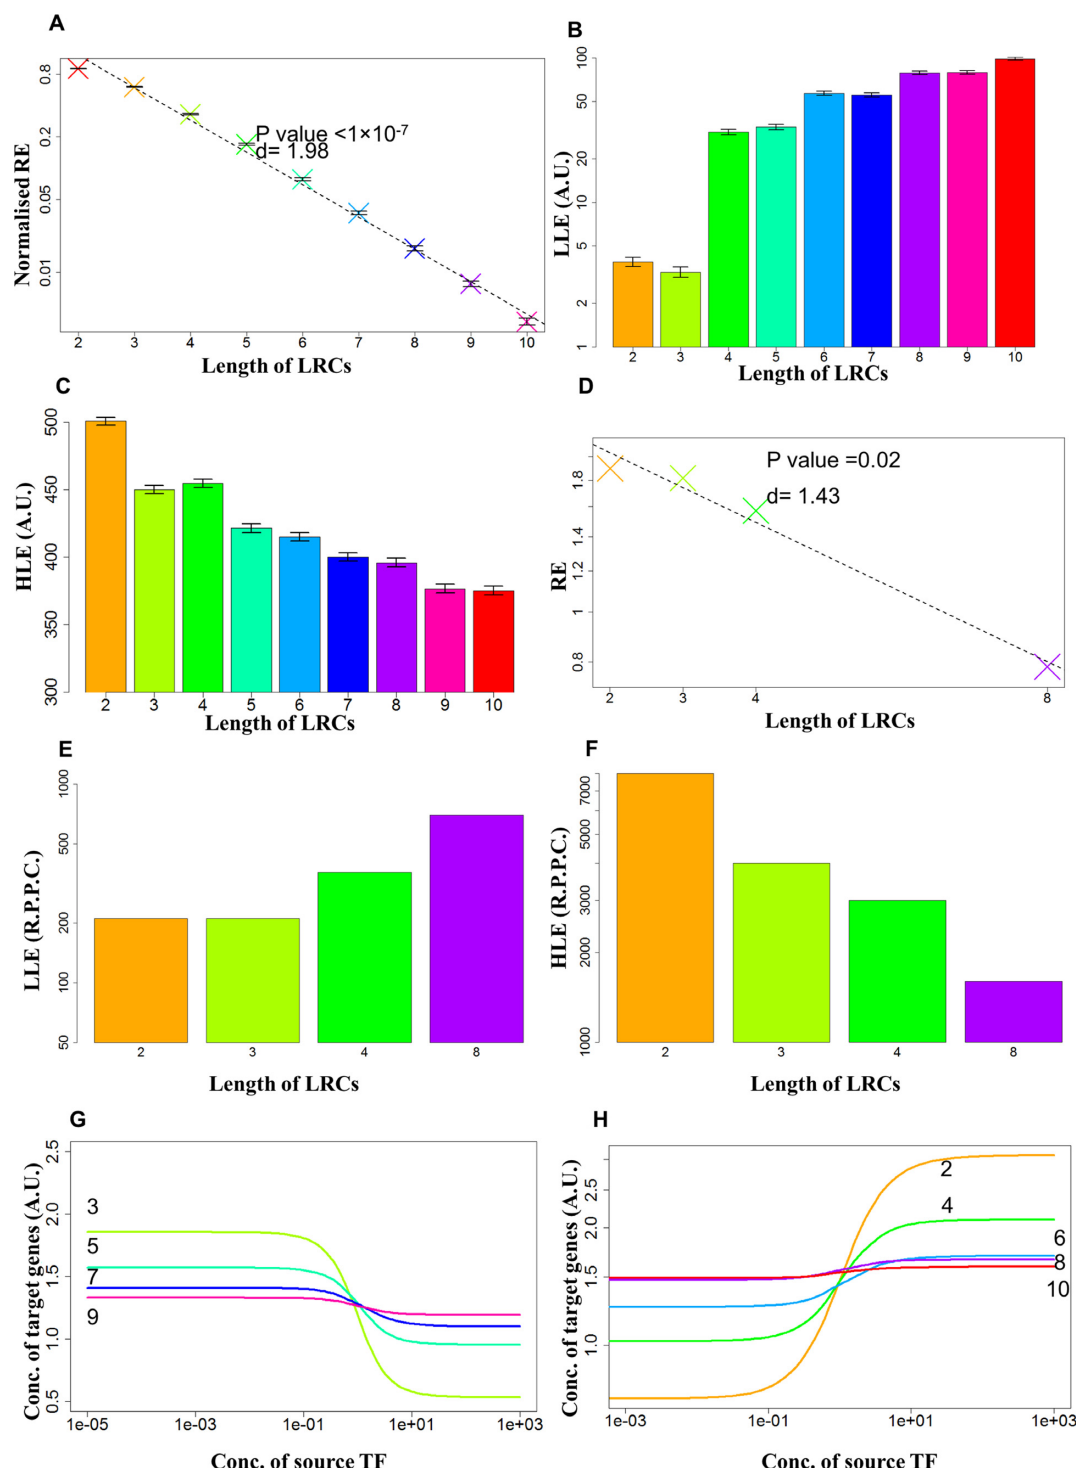 A
Normalised RE
0.8
0.2
0.05
0.01
P value <1×10-7
d= 1.98
2 3 4 5 6 7 8 9 10
Length of LRCs
B
LLE (A.U.)
100
50
20
10
5
2
1
2 3 4 5 6 7 8 9 10
Length of LRCs
C
HLE (A.U.)
500
450
400
350
300
2 3 4 5 6 7 8 9 10
Length of LRCs
D
RE
1.8
1.4
1.2
1
0.8
P value =0.02
d= 1.43
2 3 4 8
Length of LRCs
E
LLE (R.P.P.C.)
1000
500
200
100
50
2 3 4 8
Length of LRCs
F
HLE (R.P.P.C.)
7000
5000
3000
2000
1000
2 3 4 8
Length of LRCs
G
Conc. of target genes (A.U.)
2.5
2.0
1.5
1.0
0.5
3
5
7
9
1e-05 1e-03 1e-01 1e+01 1e+03
Conc. of source TF
H
Conc. of target genes (A.U.)
2.5
2.0
1.5
1.0
2
4
6
8
10
1e-03 1e-01 1e+01 1e+03
Conc. of source TF